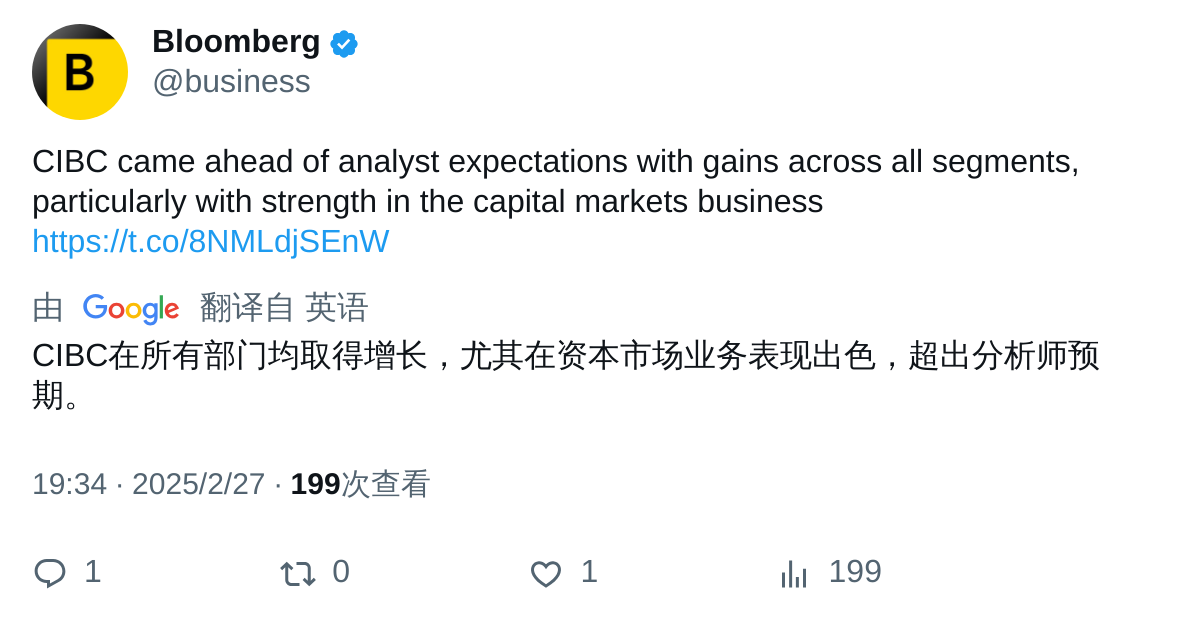 B
Bloomberg
@business
CIBC came ahead of analyst expectations with gains across all segments,
particularly with strength in the capital markets business
https://t.co/8NMLdjSEnW
由 Google 翻译自 英语
CIBC在所有部门均取得增长，尤其在资本市场业务表现出色，超出分析师预
期。
19:34 · 2025/2/27 · 199次查看
1 0 1 199